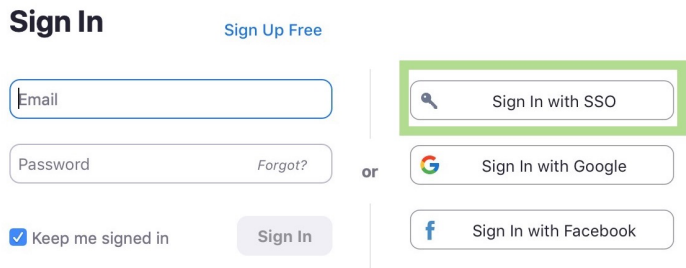 Sign In
Sign Up Free
Email
Password
Forgot?
Keep me signed in
Sign In
or
Sign In with SSO
Sign In with Google
Sign In with Facebook